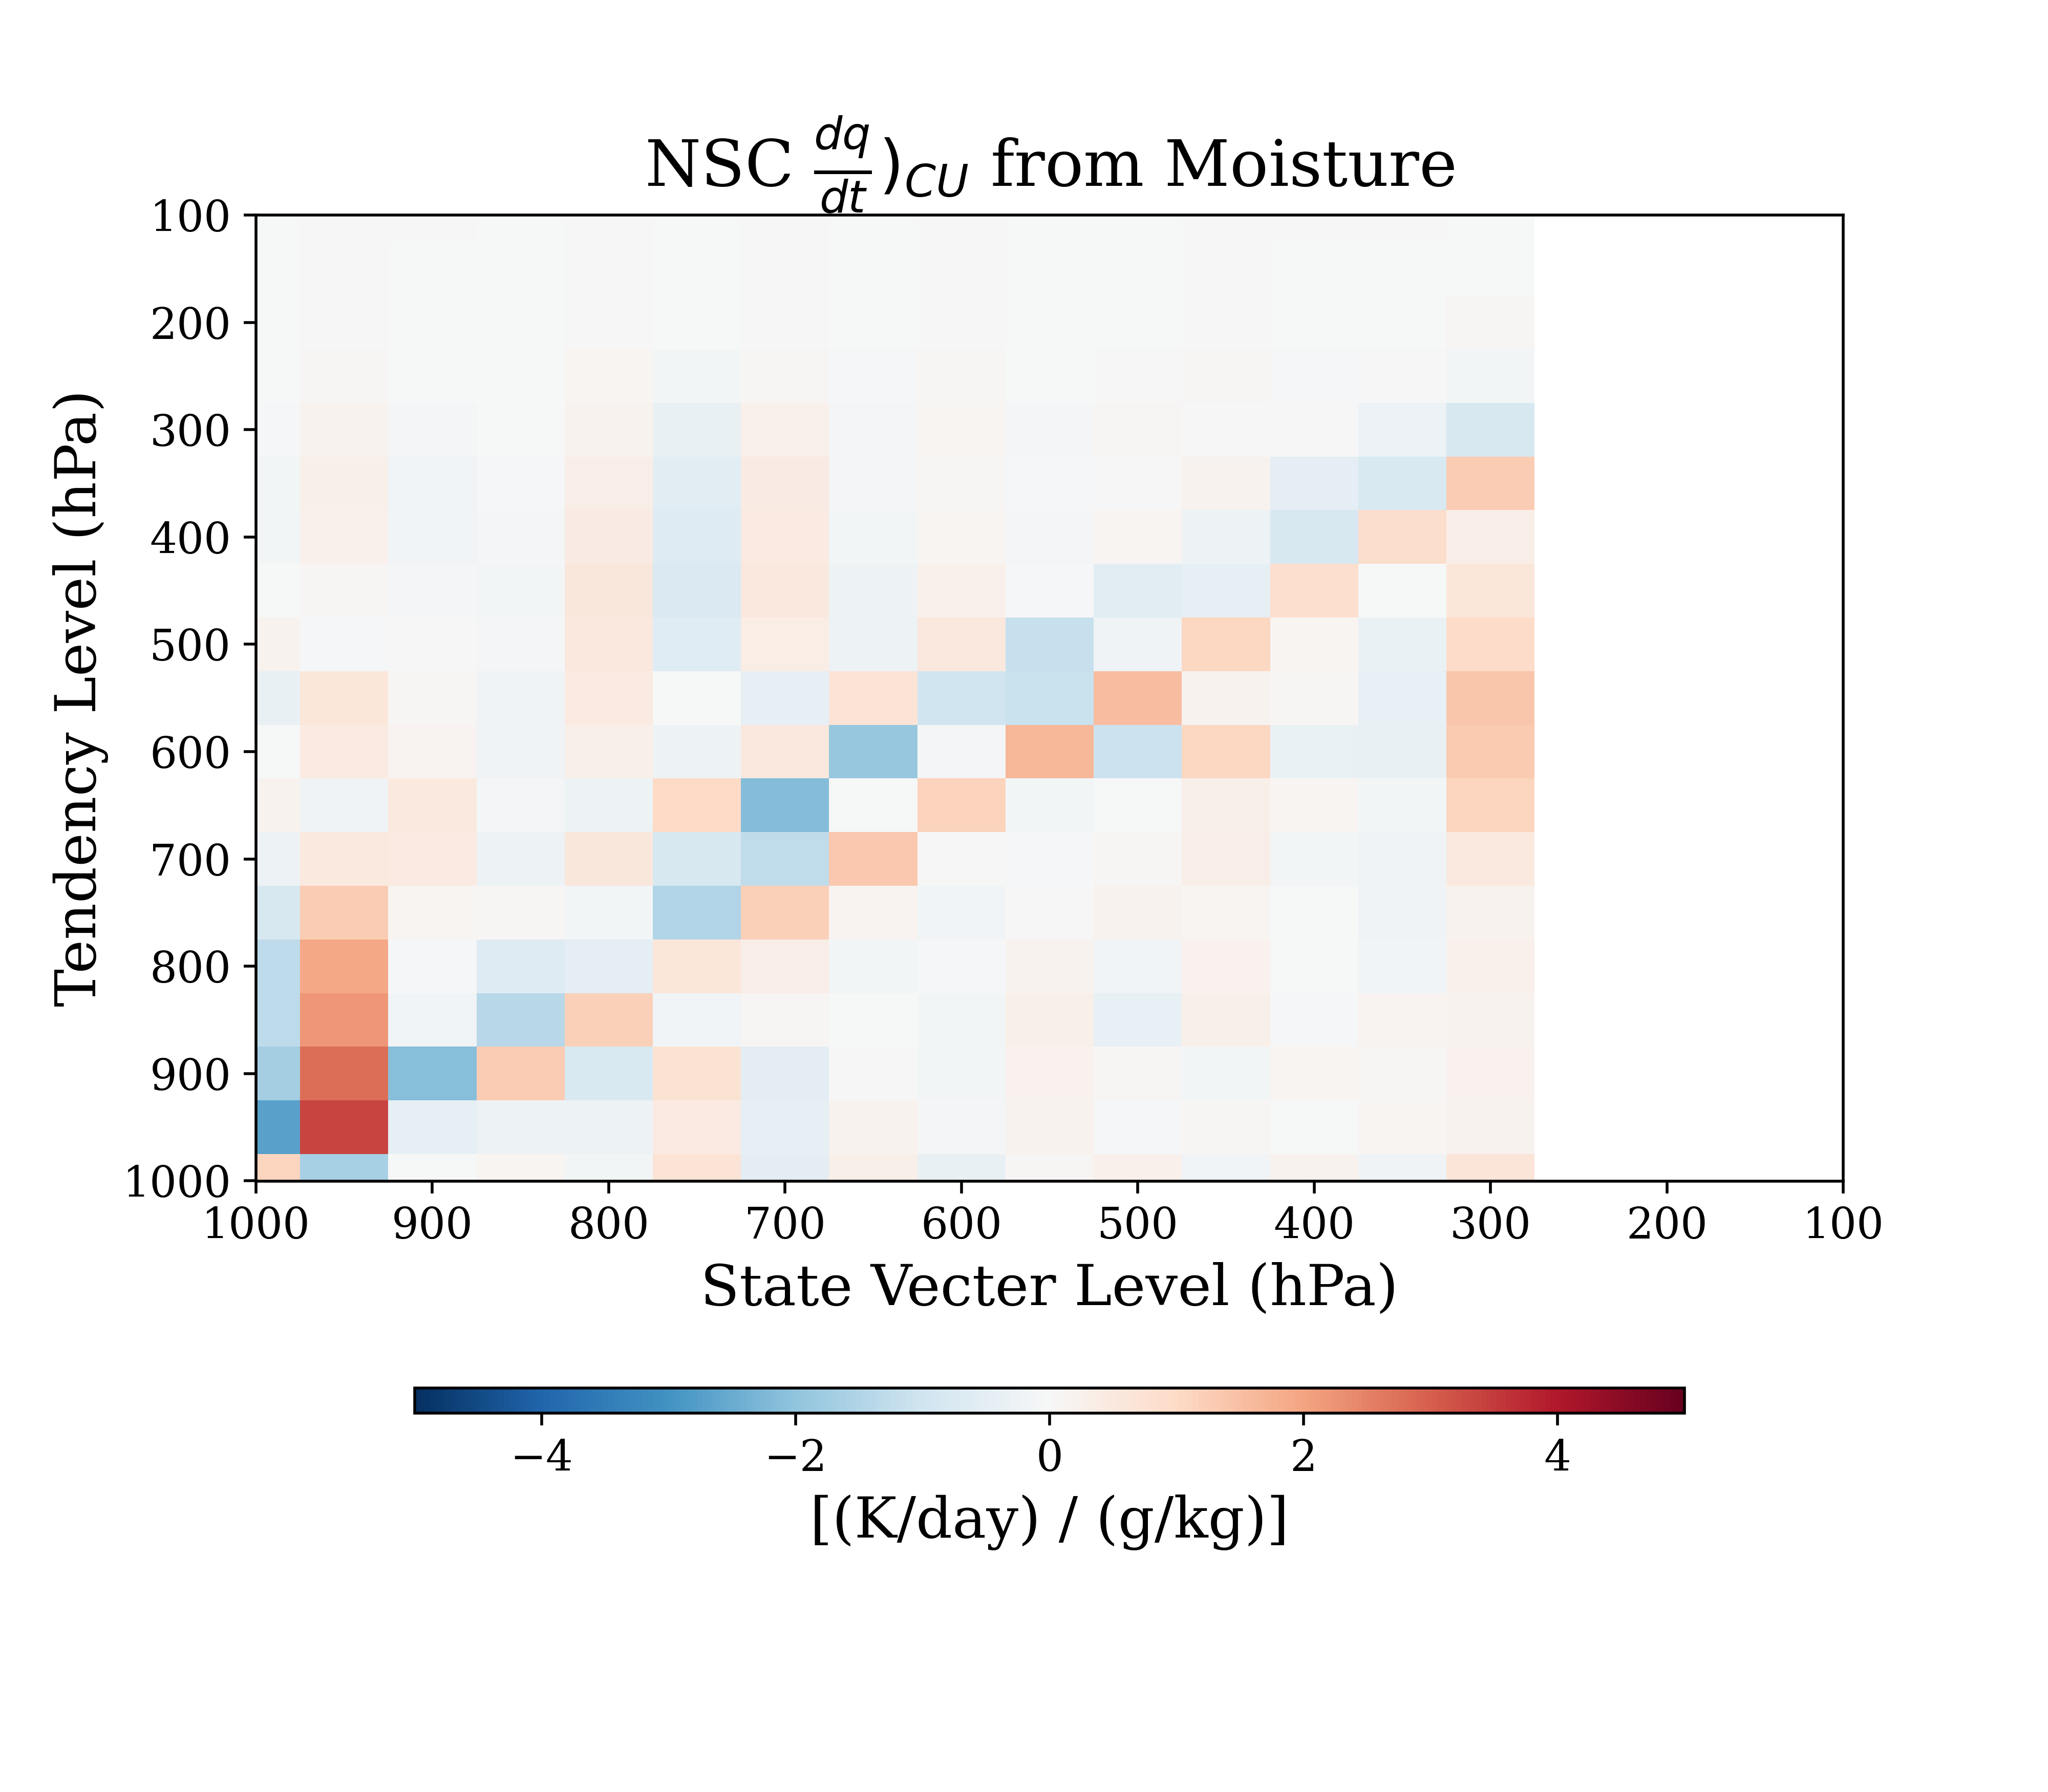 NSC dq/dt )CU from Moisture
100
200
300
400
500
600
700
800
900
1000
Tendency Level (hPa)
1000 900 800 700 600 500 400 300 200 100
State Vecter Level (hPa)
−4 −2 0 2 4
[(K/day) / (g/kg)]